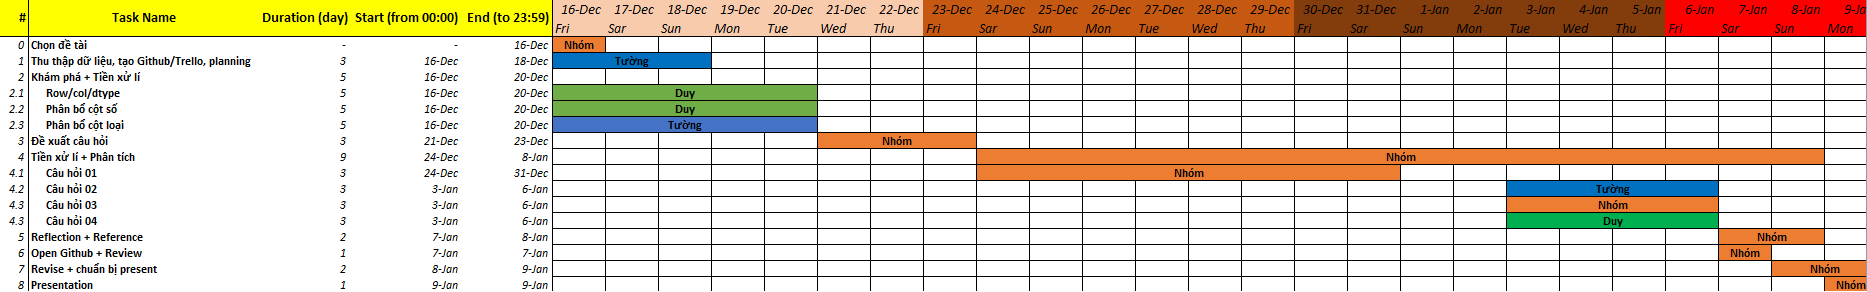 # Task Name Duration (day) Start (from 00:00) End (to 23:59) 16-Dec 17-Dec 18-Dec 19-Dec 20-Dec 21-Dec 22-Dec 23-Dec 24-Dec 25-Dec 26-Dec 27-Dec 28-Dec 29-Dec 30-Dec 31-Dec 1-Jan 2-Jan 3-Jan 4-Jan 5-Jan 6-Jan 7-Jan 8-Jan 9-Ja
Fri Sar Sun Mon Tue Wed Thu Fri Sar Sun Mon Tue Wed Thu Fri Sar Sun Mon Tue Wed Thu Fri Sar Sun Mon
0 Chọn đề tài - - 16-Dec Nhóm
1 Thu thập dữ liệu, tạo Github/Trello, planning 3 16-Dec 18-Dec Tường
2 Khám phá + Tiền xử lí 5 16-Dec 20-Dec
2.1 Row/col/dtype 5 16-Dec 20-Dec Duy
2.2 Phân bố cột số 5 16-Dec 20-Dec Duy
2.3 Phân bố cột loại 5 16-Dec 20-Dec Tường
3 Đề xuất câu hỏi 3 21-Dec 23-Dec Nhóm
4 Tiền xử lí + Phân tích 9 24-Dec 8-Jan Nhóm
4.1 Câu hỏi 01 3 24-Dec 31-Dec Nhóm
4.2 Câu hỏi 02 3 3-Jan 6-Jan Tường
4.3 Câu hỏi 03 3 3-Jan 6-Jan Nhóm
4.3 Câu hỏi 04 3 3-Jan 6-Jan Duy
5 Reflection + Reference 2 7-Jan 8-Jan Nhóm
6 Open Github + Review 1 7-Jan 7-Jan Nhóm
7 Revise + chuẩn bị present 2 8-Jan 9-Jan Nhóm
8 Presentation 1 9-Jan 9-Jan Nhóm